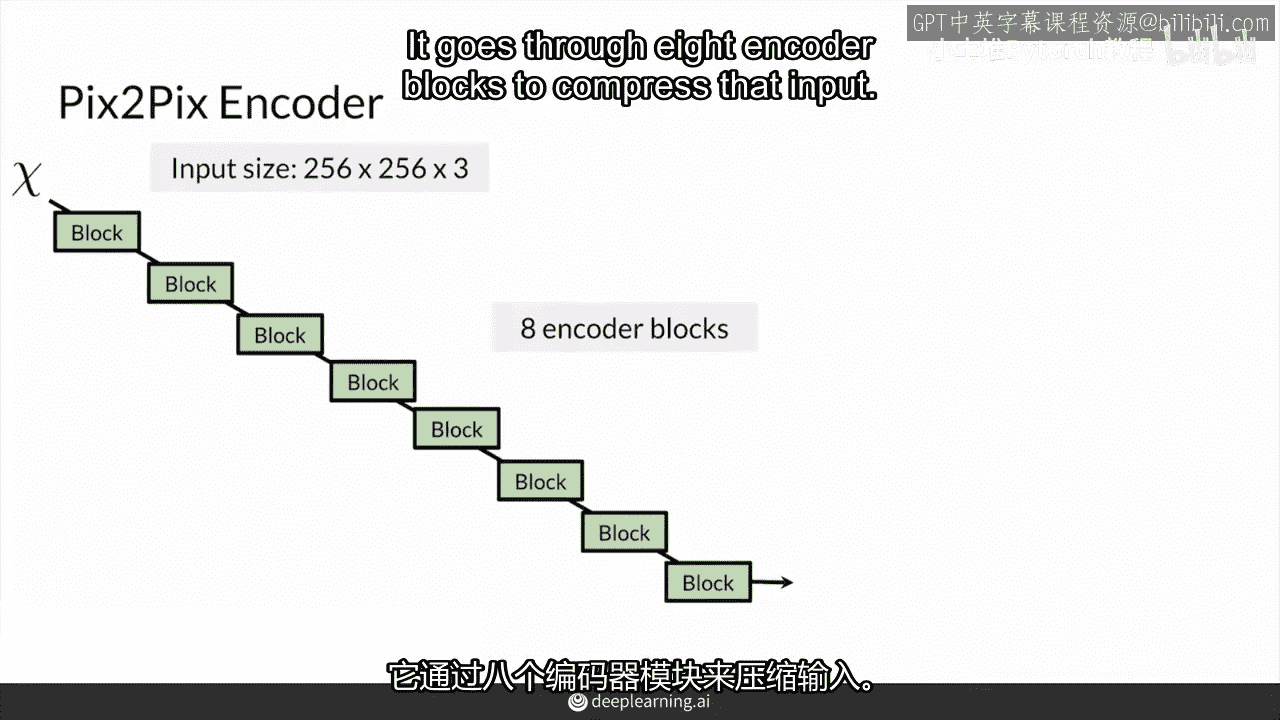 GPT中英字幕课程资源@bilibili.com
It goes through eight encoder
blocks to compress that input.
Pix2Pix Encoder
χ
Input size: 256 x 256 x 3
Block
Block
Block
8 encoder blocks
Block
Block
Block
Block
Block
它通过八个编码器模块来压缩输入。
deeplearning.ai